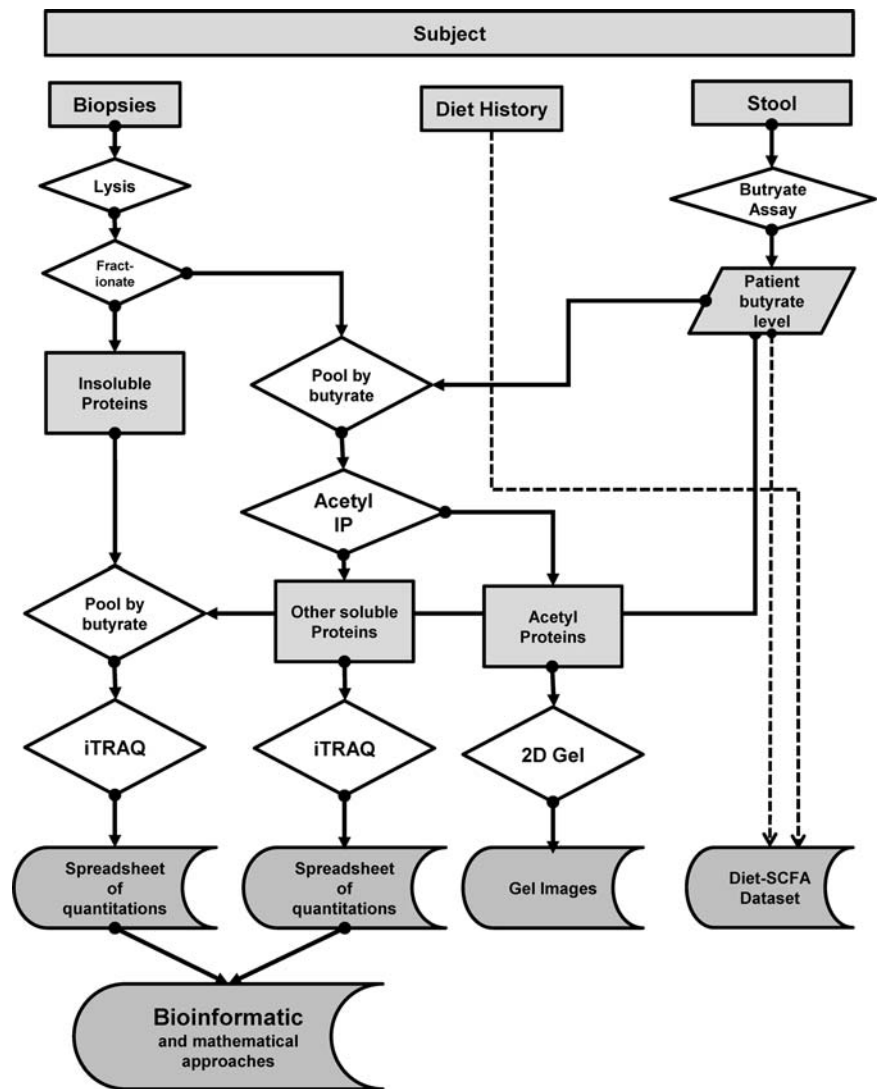 Subject
Biopsies
Diet History
Stool
Lysis
Butryate
Assay
Fract-
ionate
Patient
butyrate
level
Insoluble
Proteins
Pool by
butyrate
Acetyl
IP
Pool by
butyrate
Other soluble
Proteins
Acetyl
Proteins
iTRAQ
iTRAQ
2D Gel
Spreadsheet
of
quantitations
Spreadsheet
of
quantitations
Gel Images
Diet-SCFA
Dataset
Bioinformatic
and mathematical
approaches